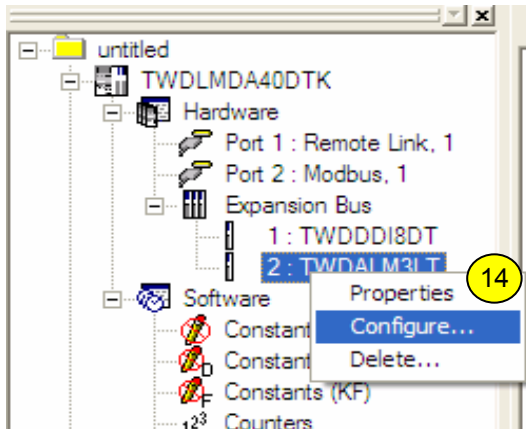 untitled
TWDLMDA40DTK
Hardware
Port 1 : Remote Link, 1
Port 2 : Modbus, 1
Expansion Bus
1 : TWDDDI8DT
2 : TWDALM3LT
14
Properties
Software
Configure...
Constant
Constant
Delete...
Constants (KF)
Counters